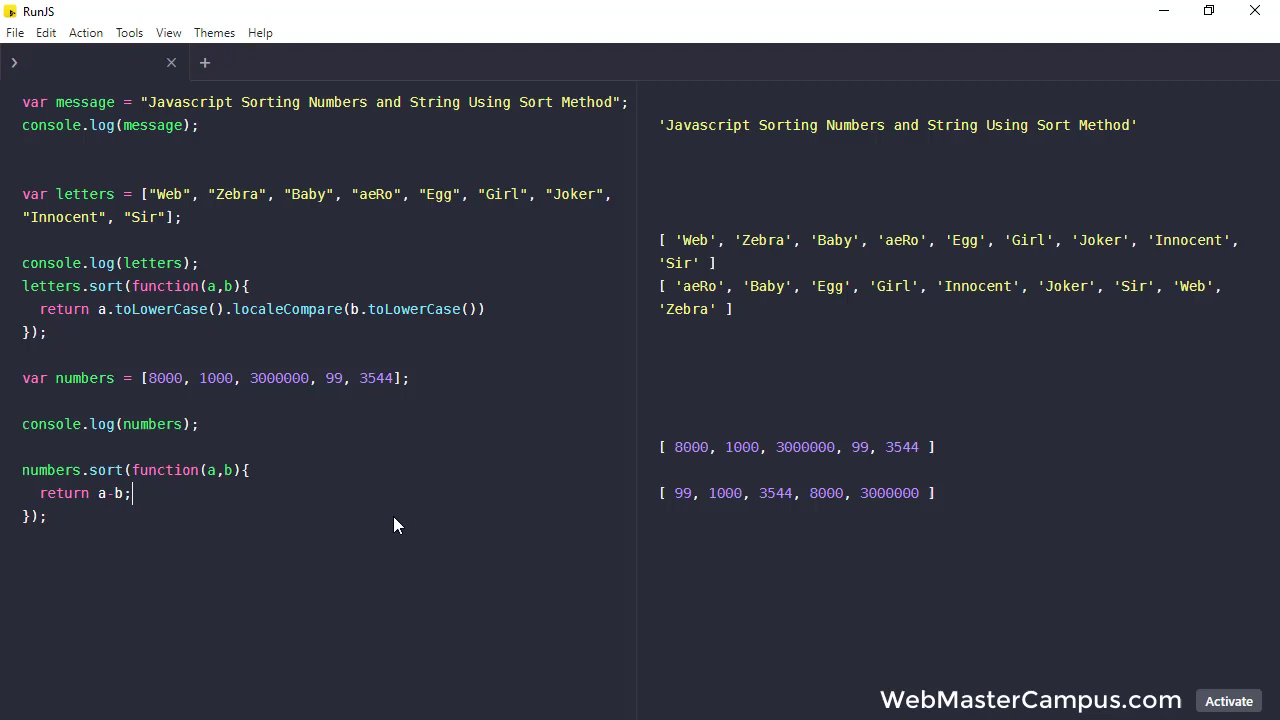 RunJS
File Edit Action Tools View Themes Help
var message = "Javascript Sorting Numbers and String Using Sort Method";
console.log(message);
var letters = ["Web", "Zebra", "Baby", "aeRo", "Egg", "Girl", "Joker",
"Innocent", "Sir"];
console.log(letters);
letters.sort(function(a,b){
return a.toLowerCase().localeCompare(b.toLowerCase())
});
var numbers = [8000, 1000, 3000000, 99, 3544];
console.log(numbers);
numbers.sort(function(a,b){
return a-b;
});
'Javascript Sorting Numbers and String Using Sort Method'
[ 'Web', 'Zebra', 'Baby', 'aeRo', 'Egg', 'Girl', 'Joker', 'Innocent',
'Sir' ]
[ 'aeRo', 'Baby', 'Egg', 'Girl', 'Innocent', 'Joker', 'Sir', 'Web',
'Zebra' ]
[ 8000, 1000, 3000000, 99, 3544 ]
[ 99, 1000, 3544, 8000, 3000000 ]
WebMasterCampus.com
Activate